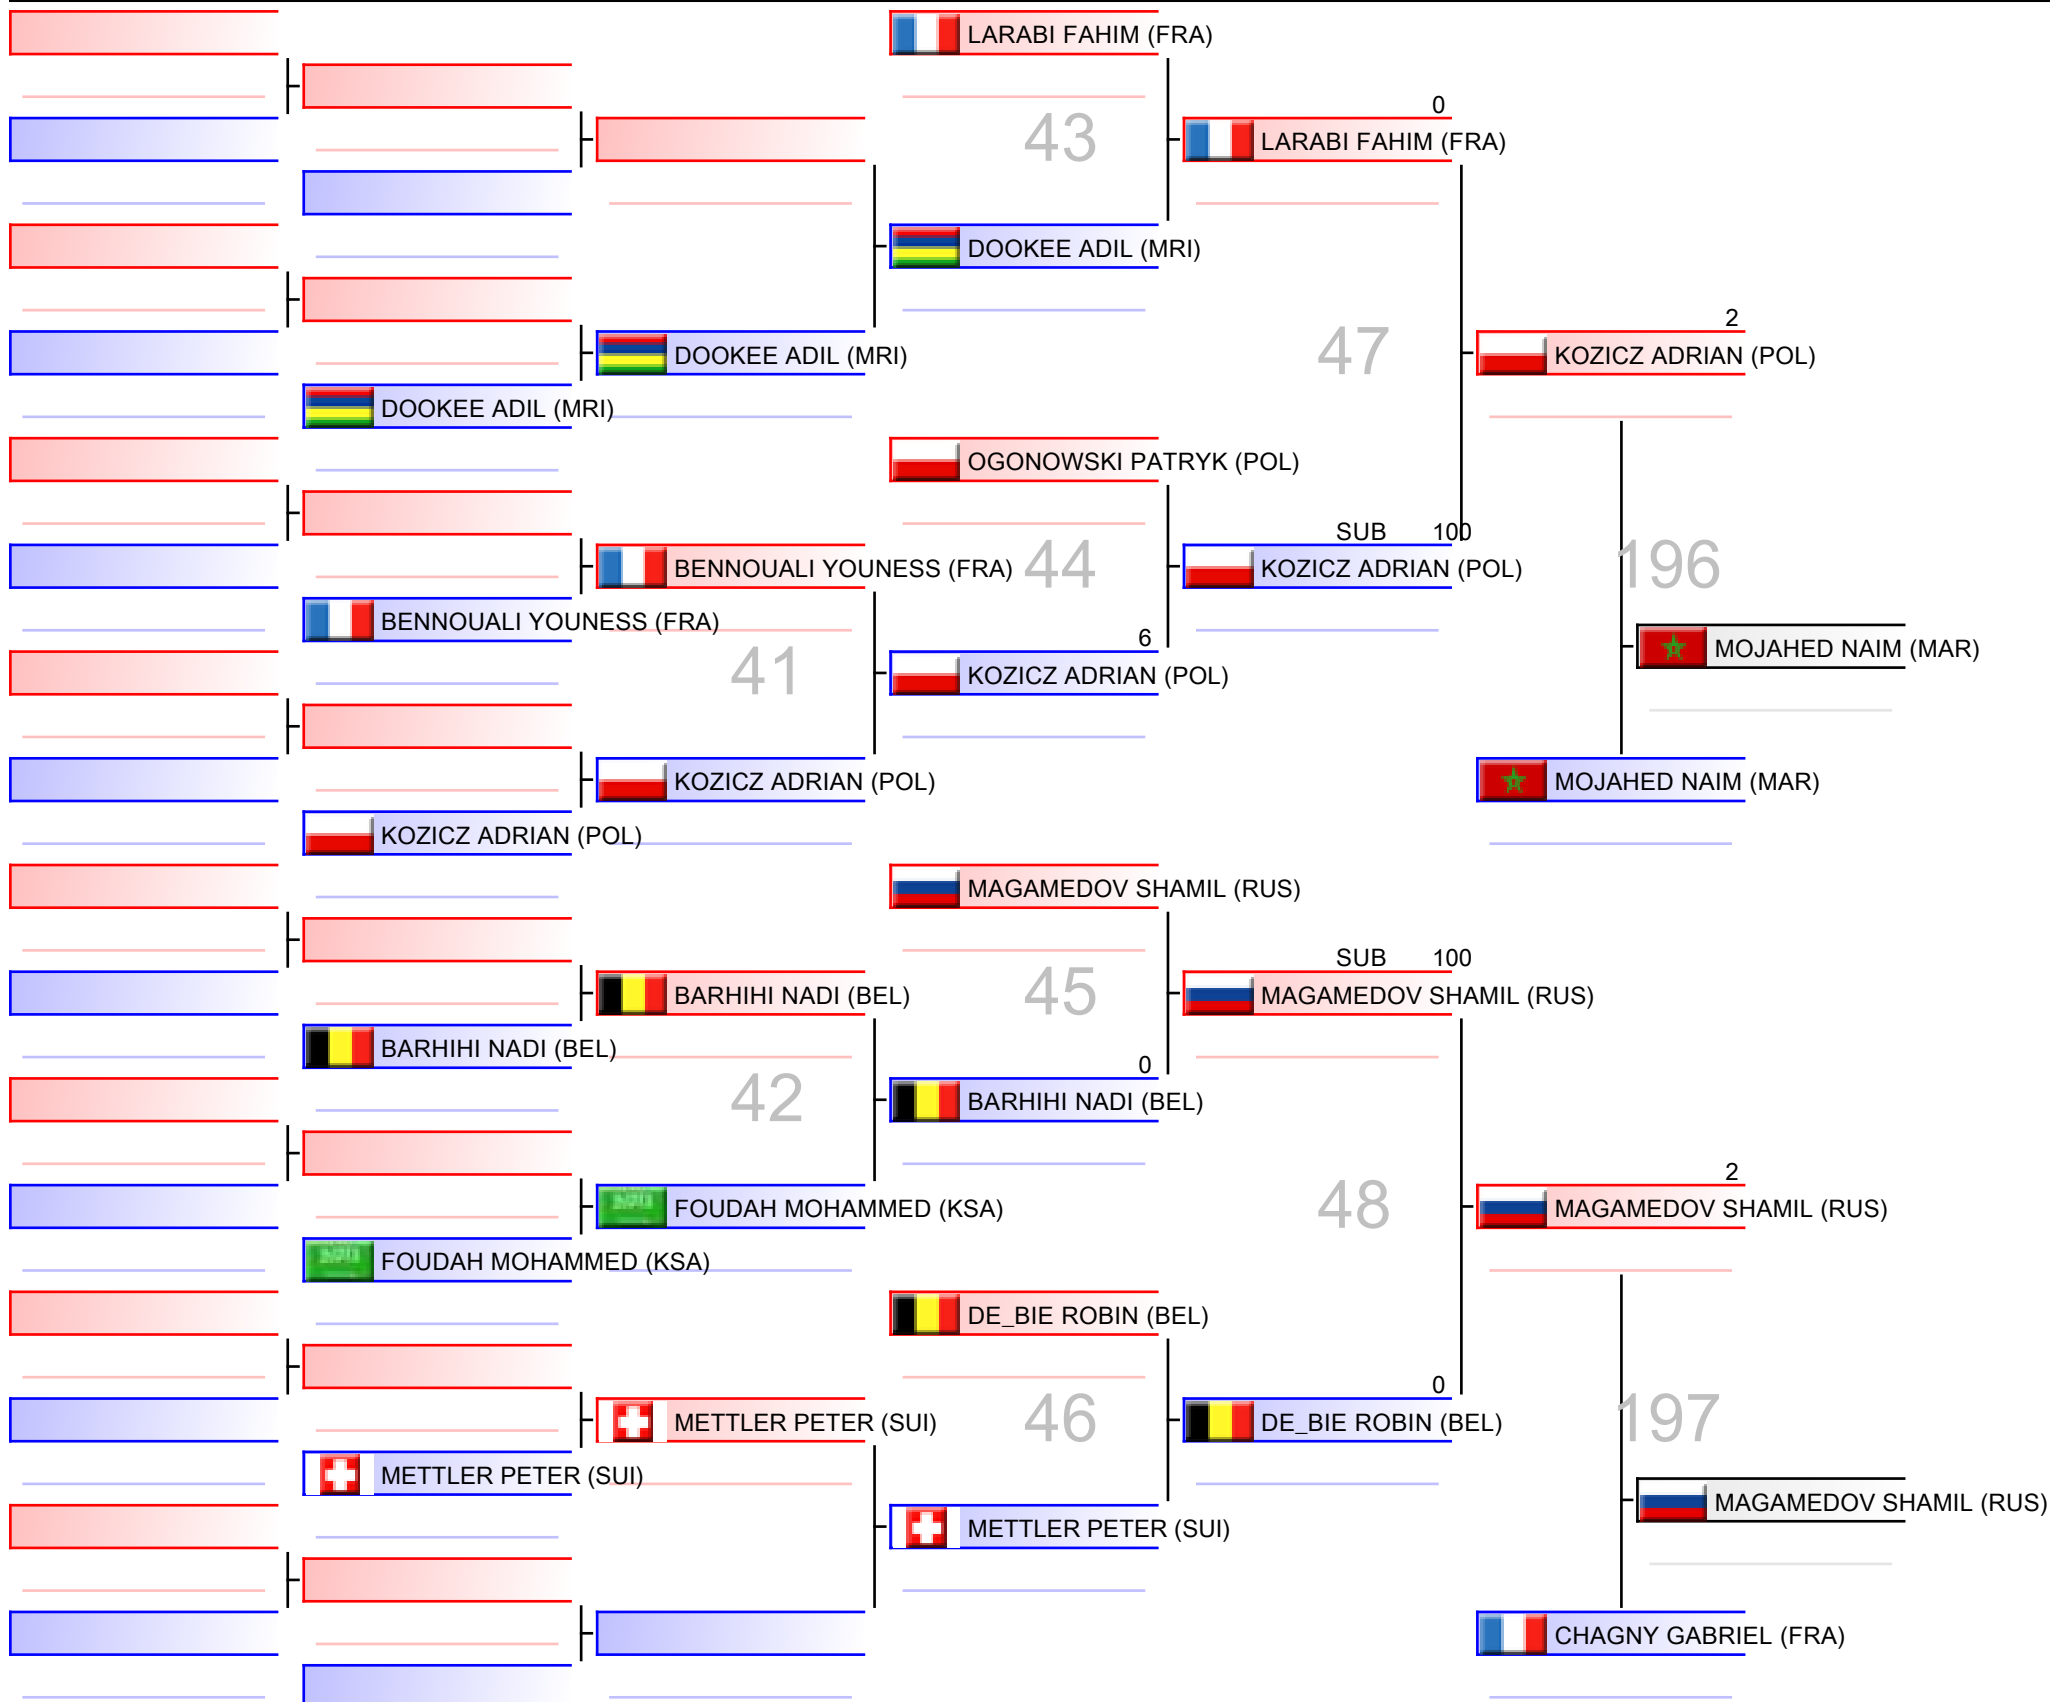 LARABI FAHIM (FRA)
0
43
LARABI FAHIM (FRA)
DOOKEE ADIL (MRI)
2
47
DOOKEE ADIL (MRI)
KOZICZ ADRIAN (POL)
DOOKEE ADIL (MRI)
OGONOWSKI PATRYK (POL)
SUB 100
BENNOUALI YOUNESS (FRA)
44
KOZICZ ADRIAN (POL)
196
BENNOUALI YOUNESS (FRA)
6
MOJAHED NAIM (MAR)
41
KOZICZ ADRIAN (POL)
KOZICZ ADRIAN (POL)
MOJAHED NAIM (MAR)
KOZICZ ADRIAN (POL)
MAGAMEDOV SHAMIL (RUS)
SUB 100
BARHIHI NADI (BEL)
45
MAGAMEDOV SHAMIL (RUS)
BARHIHI NADI (BEL)
0
42
BARHIHI NADI (BEL)
2
FOUDAH MOHAMMED (KSA)
48
MAGAMEDOV SHAMIL (RUS)
FOUDAH MOHAMMED (KSA)
DE_BIE ROBIN (BEL)
0
METTLER PETER (SUI)
46
DE_BIE ROBIN (BEL)
197
METTLER PETER (SUI)
MAGAMEDOV SHAMIL (RUS)
METTLER PETER (SUI)
CHAGNY GABRIEL (FRA)